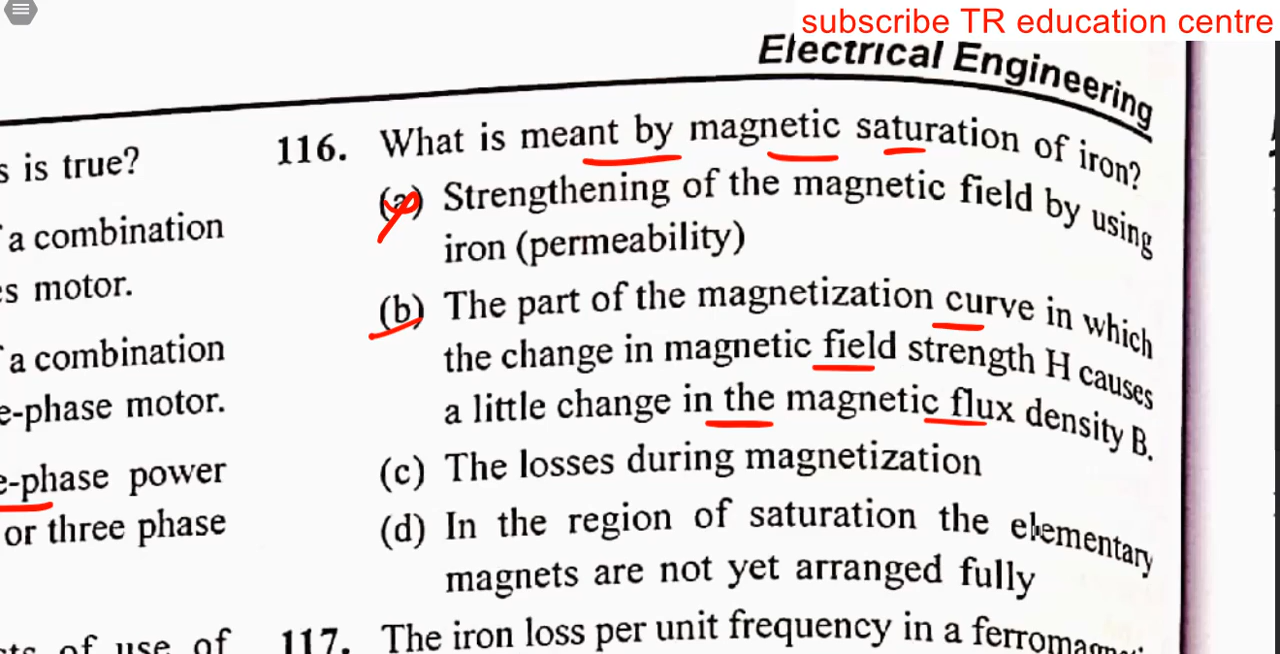 subscribe TR education centre
Electrical Engineering
s is true?
a combination
es motor.
a combination
e-phase motor.
e-phase power
or three phase
of use of
116. What is meant by magnetic saturation of iron?
(a) Strengthening of the magnetic field by using
iron (permeability)
(b) The part of the magnetization curve in which
the change in magnetic field strength H causes
a little change in the magnetic flux density B.
(c) The losses during magnetization
(d) In the region of saturation the elementary
magnets are not yet arranged fully
117. The iron loss per unit frequency in a